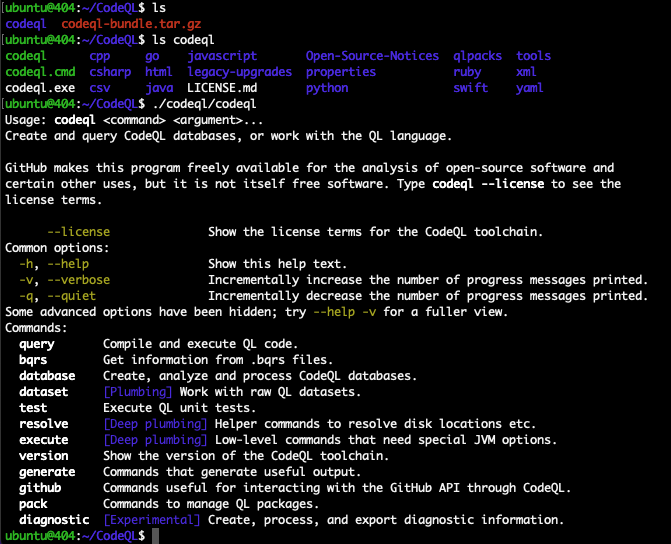 ubuntu@404:~/CodeQL$ ls
codeql  codeql-bundle.tar.gz
ubuntu@404:~/CodeQL$ ls codeql
codeql      cpp     go    javascript       Open-Source-Notices  qlpacks  tools
codeql.cmd  csharp  html  legacy-upgrades  properties           ruby     xml
codeql.exe  csv     java  LICENSE.md       python               swift    yaml
ubuntu@404:~/CodeQL$ ./codeql/codeql
Usage: codeql <command> <argument>...
Create and query CodeQL databases, or work with the QL language.

GitHub makes this program freely available for the analysis of open-source software and
certain other uses, but it is not itself free software. Type codeql --license to see the
license terms.

      --license              Show the license terms for the CodeQL toolchain.
Common options:
  -h, --help                 Show this help text.
  -v, --verbose              Incrementally increase the number of progress messages printed.
  -q, --quiet                Incrementally decrease the number of progress messages printed.
Some advanced options have been hidden; try --help -v for a fuller view.
Commands:
  query       Compile and execute QL code.
  bqrs        Get information from .bqrs files.
  database    Create, analyze and process CodeQL databases.
  dataset     [Plumbing] Work with raw QL datasets.
  test        Execute QL unit tests.
  resolve     [Deep plumbing] Helper commands to resolve disk locations etc.
  execute     [Deep plumbing] Low-level commands that need special JVM options.
  version     Show the version of the CodeQL toolchain.
  generate    Commands that generate useful output.
  github      Commands useful for interacting with the GitHub API through CodeQL.
  pack        Commands to manage QL packages.
  diagnostic  [Experimental] Create, process, and export diagnostic information.
ubuntu@404:~/CodeQL$